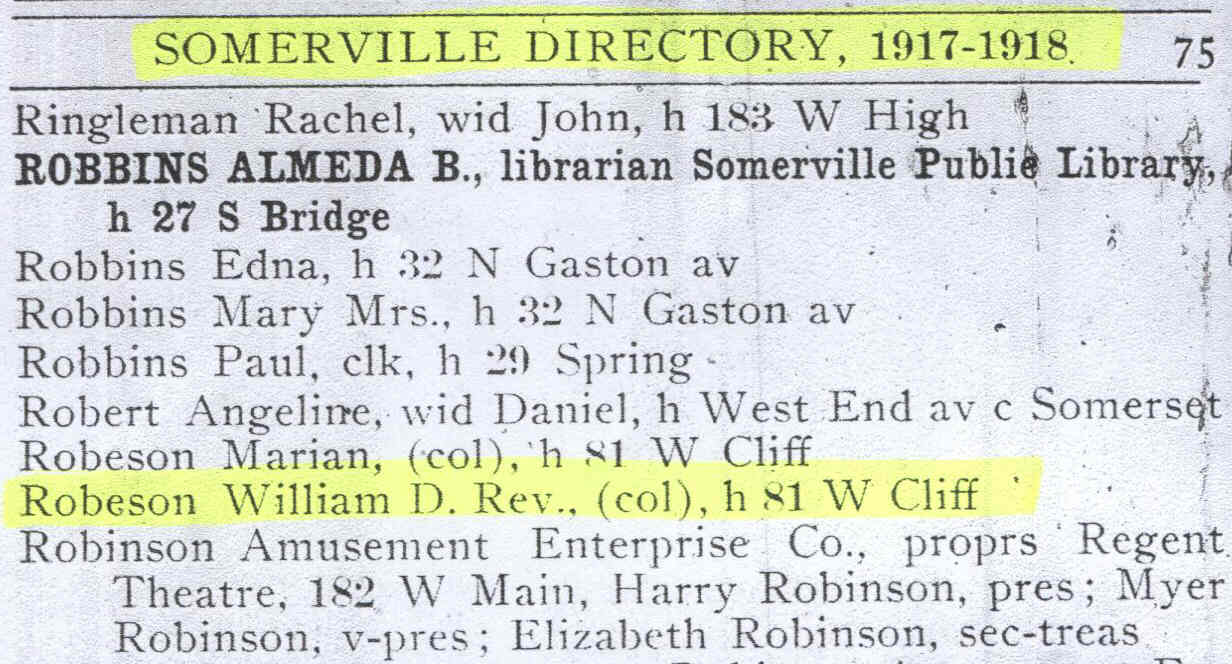 SOMERVILLE DIRECTORY, 1917-1918. 75
Ringleman Rachel, wid John, h 183 W High
ROBBINS ALMEDA B., librarian Somerville Public Library,
h 27 S Bridge
Robbins Edna, h 32 N Gaston av
Robbins Mary Mrs., h 32 N Gaston av
Robbins Paul, clk, h 29 Spring
Robert Angeline, wid Daniel, h West End av c Somerset
Robeson Marian, (col), h 81 W Cliff
Robeson William D. Rev., (col), h 81 W Cliff
Robinson Amusement Enterprise Co., proprs Regent
Theatre, 182 W Main, Harry Robinson, pres; Myer
Robinson, v-pres; Elizabeth Robinson, sec-treas